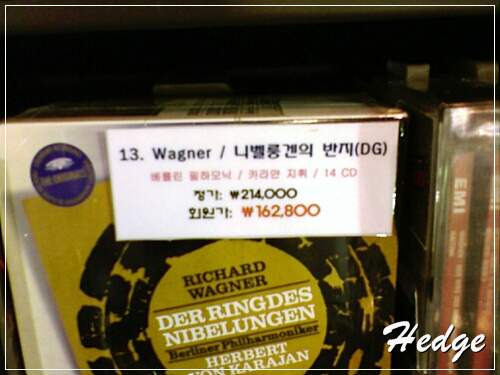 13. Wagner / 니벨룽겐의 반지(DG)
베를린 필하모닉 / 카라얀 지휘 / 14 CD
정가: ₩214,000
회원가: ₩162,800
THE ORIGINALS
RICHARD
WAGNER
DER RING DES
NIBELUNGEN
Berliner Philharmoniker
HERBERT
VON KARAJAN
EMI
Hedge